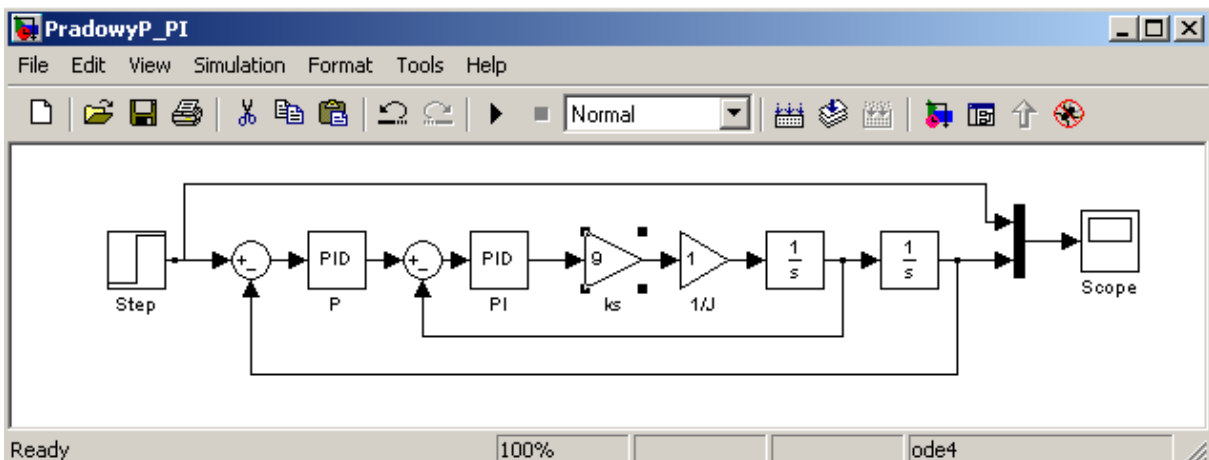 PradowyP_PI
File Edit View Simulation Format Tools Help
Normal
Step
+
−
PID
P
+
−
PID
PI
9
ks
1
1/J
1
s
1
s
Scope
Ready 100% ode4